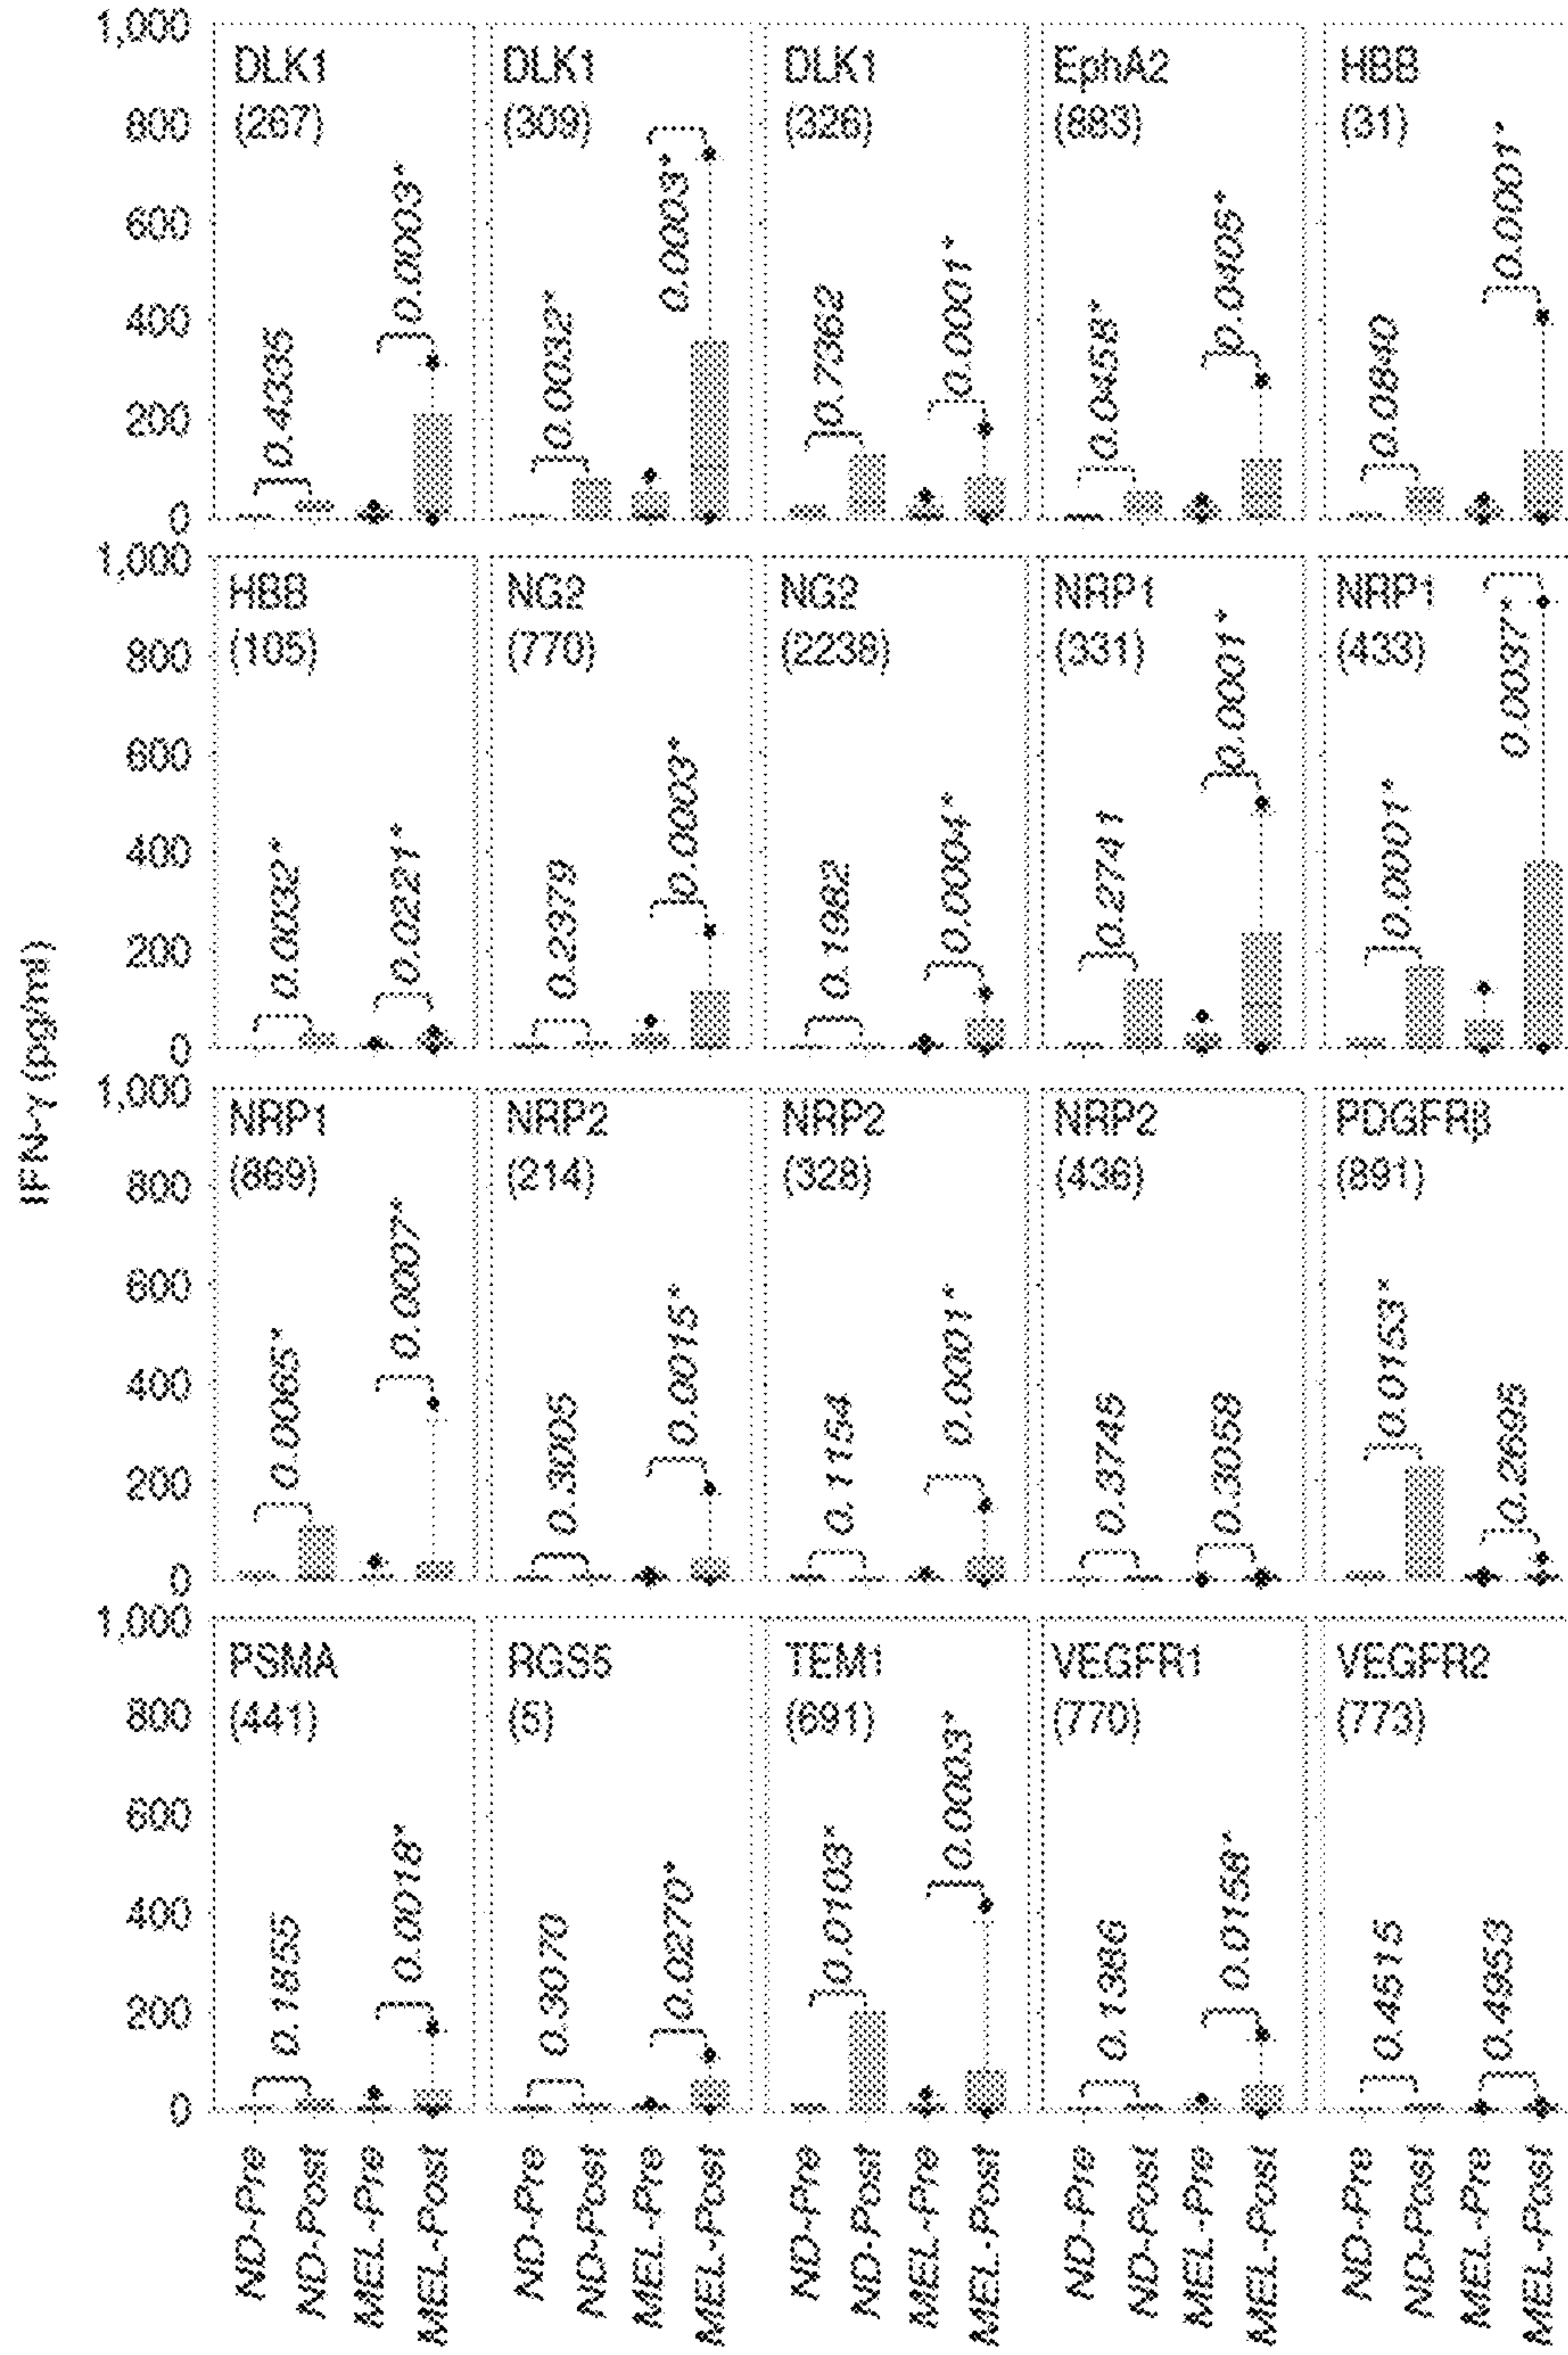 IFN-γ (pg/ml)
1,000
800
600
400
200
0
DLK1
(267)
0.4335
0.0003*
DLK1
(309)
0.0032*
0.0003*
DLK1
(326)
0.7362
0.0001*
EphA2
(883)
0.0458*
0.0405*
HBB
(31)
0.0840
0.0001*
1,000
800
600
400
200
0
HBB
(105)
0.0032*
0.0221*
NG2
(770)
0.2979
0.0003*
NG2
(2238)
0.1982
0.0004*
NRP1
(331)
0.2741
0.0001*
NRP1
(433)
0.0001*
0.0037*
1,000
800
600
400
200
0
NRP1
(869)
0.0065*
0.0007*
NRP2
(214)
0.3005
0.0015*
NRP2
(328)
0.1154
0.0001*
NRP2
(436)
0.3745
0.3059
PDGFRβ
(891)
0.0153*
0.2695
1,000
800
600
400
200
0
PSMA
(441)
0.1855
0.0018*
RGS5
(5)
0.3070
0.0270*
TEM1
(691)
0.0103*
0.0003*
VEGFR1
(770)
0.1386
0.0158*
VEGFR2
(773)
0.4515
0.4953
ND-Pre
ND-Post
MEL-Pre
MEL-Post
ND-Pre
ND-Post
MEL-Pre
MEL-Post
ND-Pre
ND-Post
MEL-Pre
MEL-Post
ND-Pre
ND-Post
MEL-Pre
MEL-Post
ND-Pre
ND-Post
MEL-Pre
MEL-Post